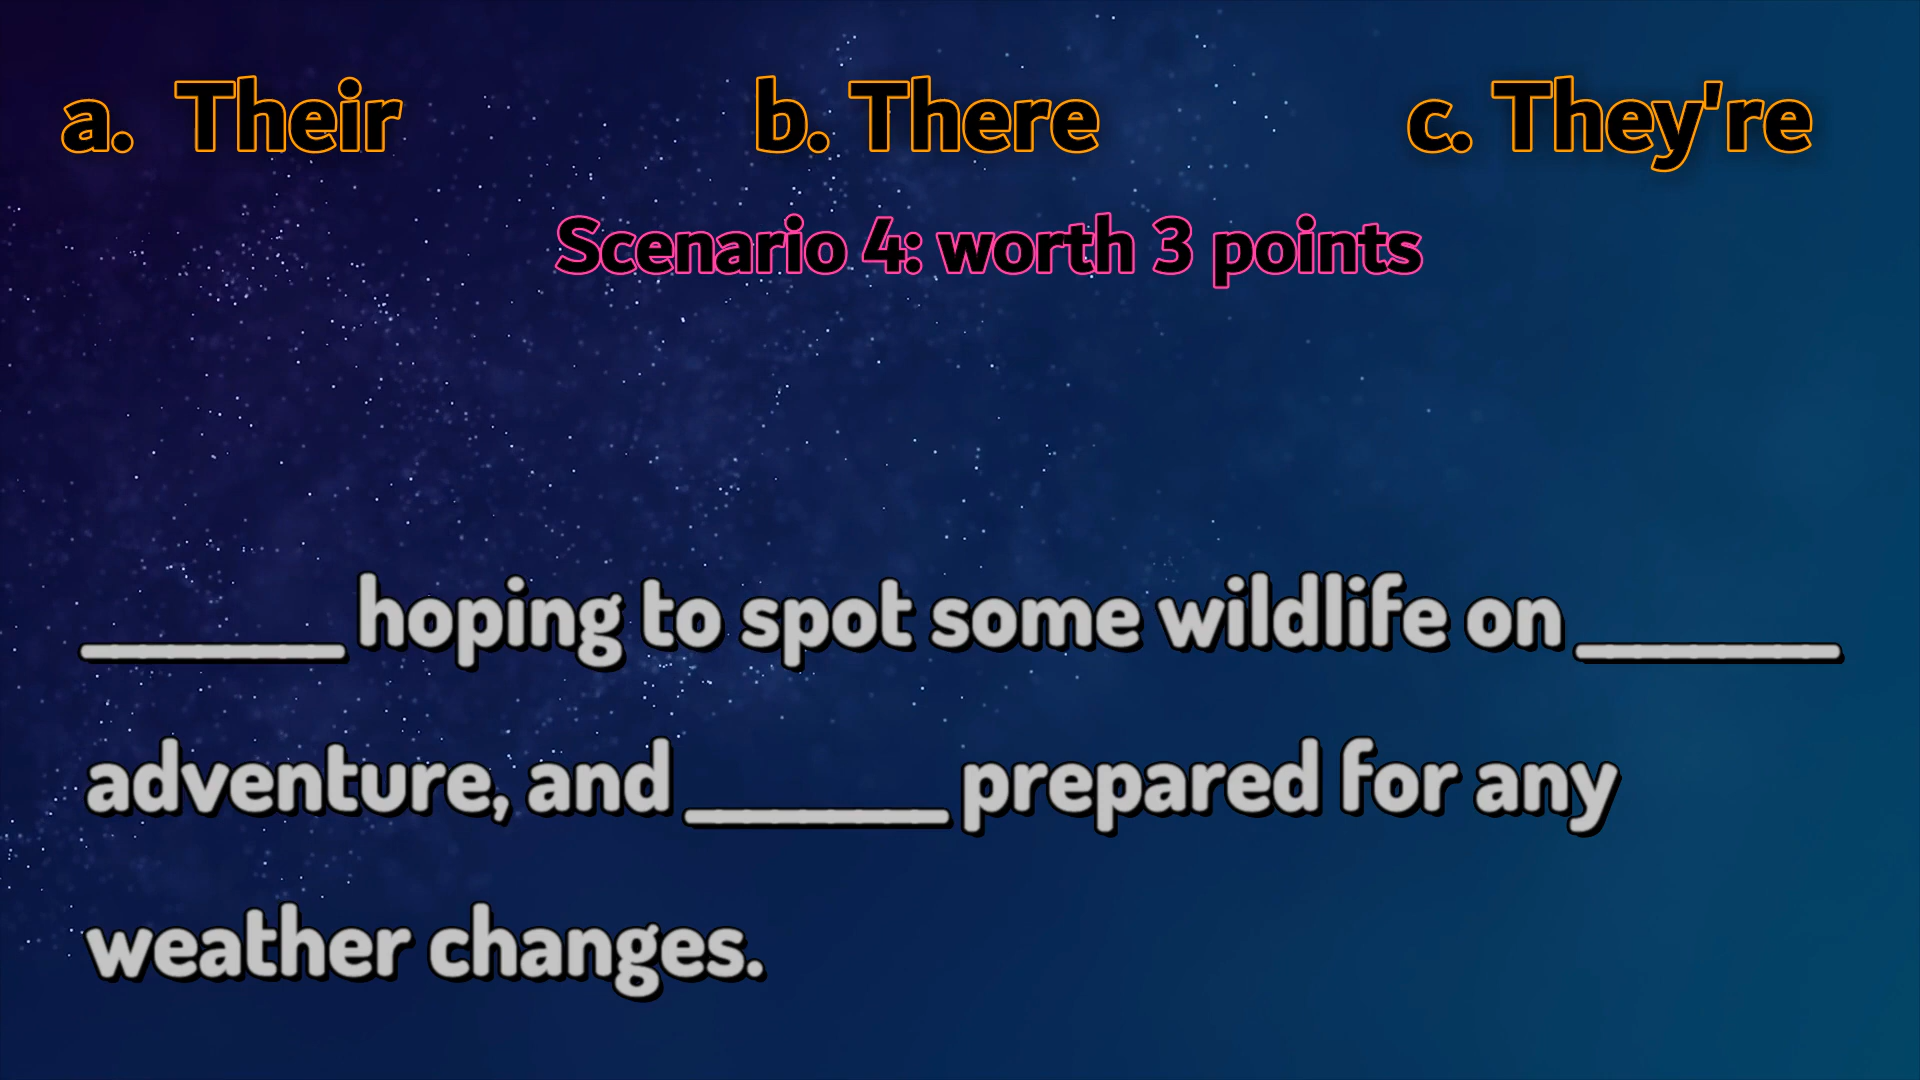 a. Their b. There c. They're
Scenario 4: worth 3 points
______ hoping to spot some wildlife on ______
adventure, and ______ prepared for any
weather changes.